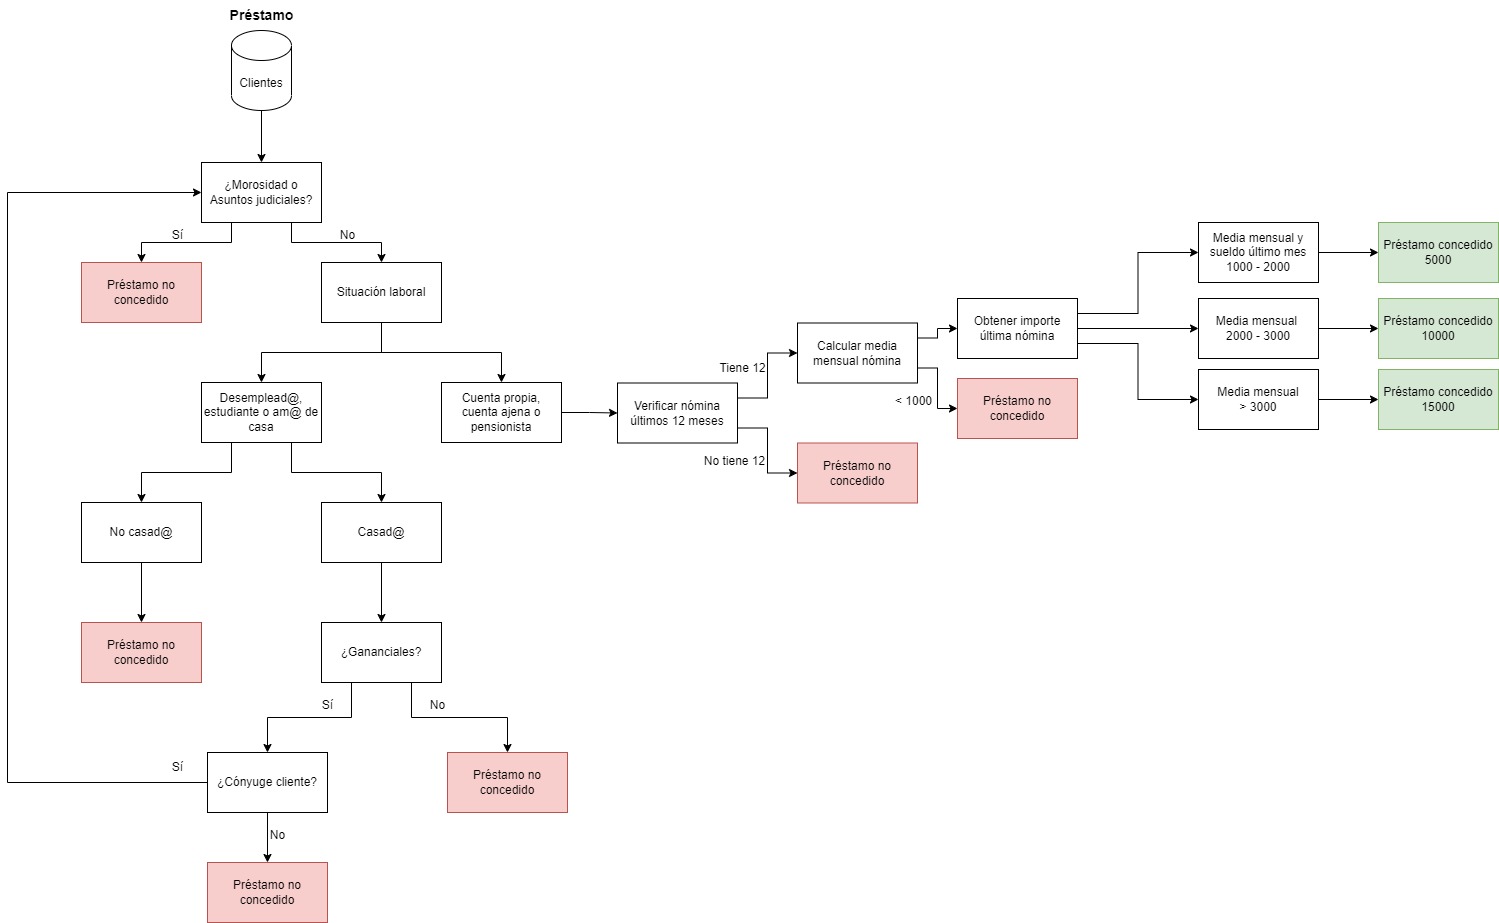 Préstamo
Clientes
¿Morosidad o
Asuntos judiciales?
Sí
No
Préstamo no
concedido
Situación laboral
Desemplead@,
estudiante o am@ de
casa
Cuenta propia,
cuenta ajena o
pensionista
Verificar nómina
últimos 12 meses
Tiene 12
No tiene 12
Calcular media
mensual nómina
Préstamo no
concedido
< 1000
Obtener importe
última nómina
Préstamo no
concedido
Media mensual y
sueldo último mes
1000 - 2000
Préstamo concedido
5000
Media mensual
2000 - 3000
Préstamo concedido
10000
Media mensual
> 3000
Préstamo concedido
15000
No casad@
Casad@
Préstamo no
concedido
¿Gananciales?
Sí
No
¿Cónyuge cliente?
Préstamo no
concedido
Sí
No
Préstamo no
concedido